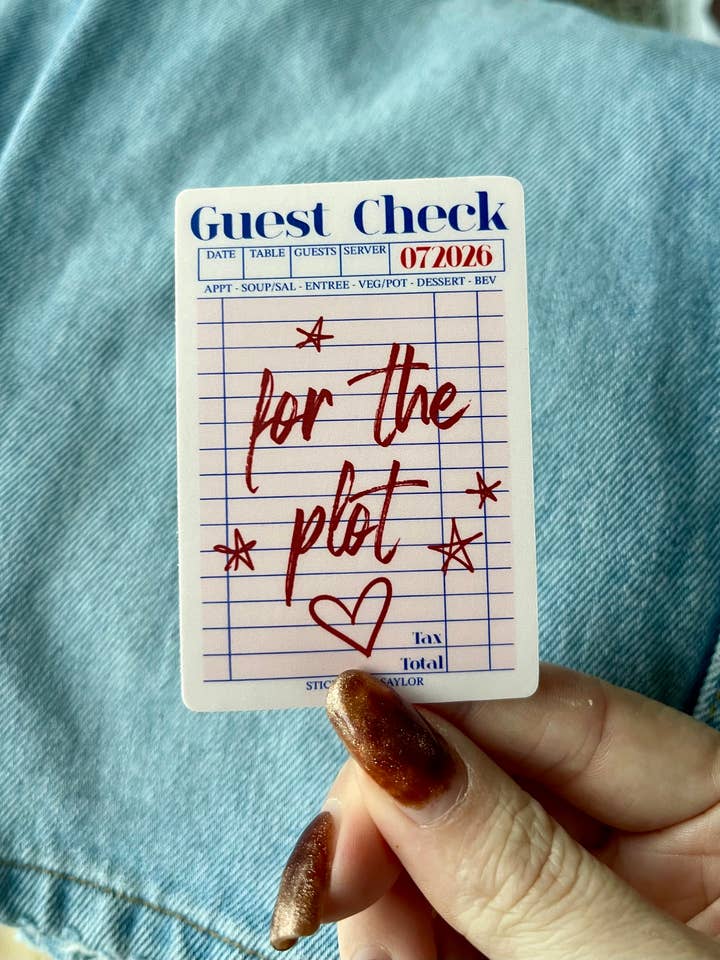 Guest Check
DATE TABLE GUESTS SERVER 072026
APPT - SOUP/SAL - ENTREE - VEG/POT - DESSERT - BEV
for the
plot
Tax
Total
SAYLOR